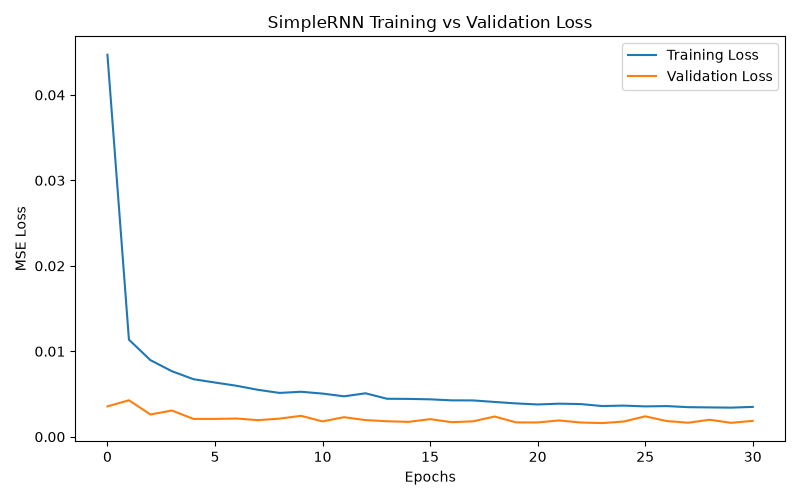 SimpleRNN Training vs Validation Loss
Training Loss
Validation Loss
MSE Loss
0.04
0.03
0.02
0.01
0.00
0 5 10 15 20 25 30
Epochs